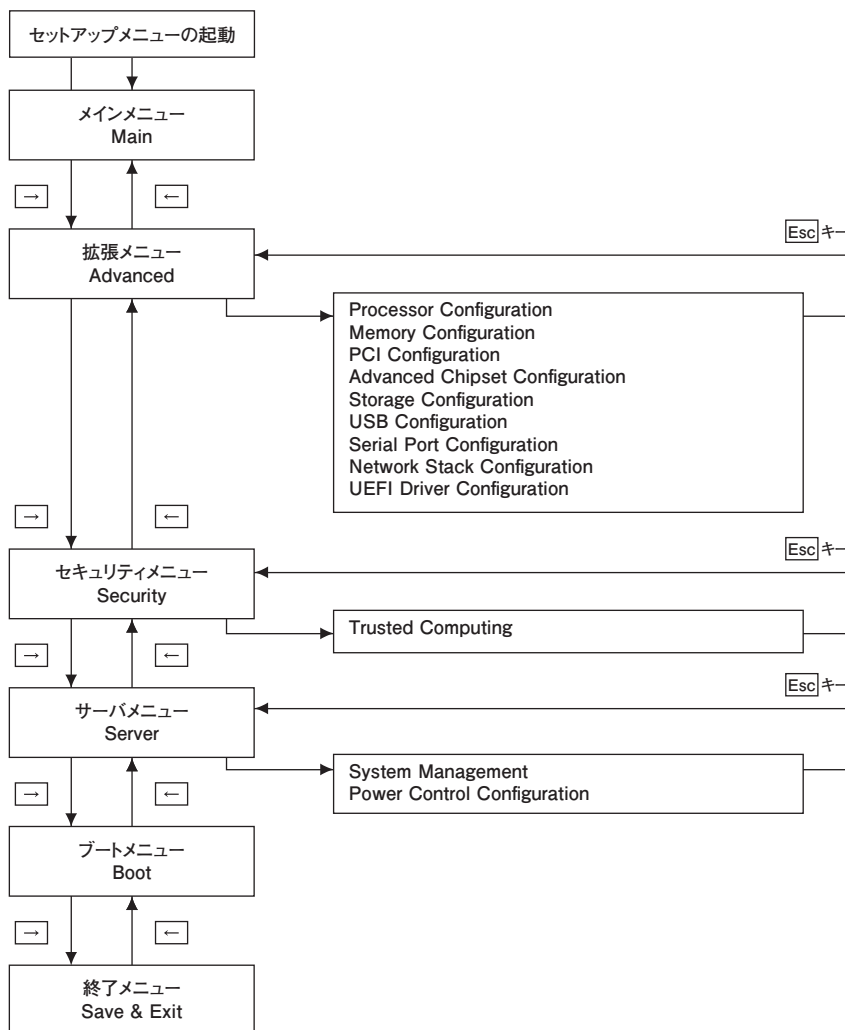 セットアップメニューの起動
メインメニュー
Main
→ ←
拡張メニュー
Advanced
Esc キー
Processor Configuration
Memory Configuration
PCI Configuration
Advanced Chipset Configuration
Storage Configuration
USB Configuration
Serial Port Configuration
Network Stack Configuration
UEFI Driver Configuration
→ ←
セキュリティメニュー
Security
Esc キー
Trusted Computing
→ ←
サーバメニュー
Server
Esc キー
System Management
Power Control Configuration
→ ←
ブートメニュー
Boot
→ ←
終了メニュー
Save & Exit